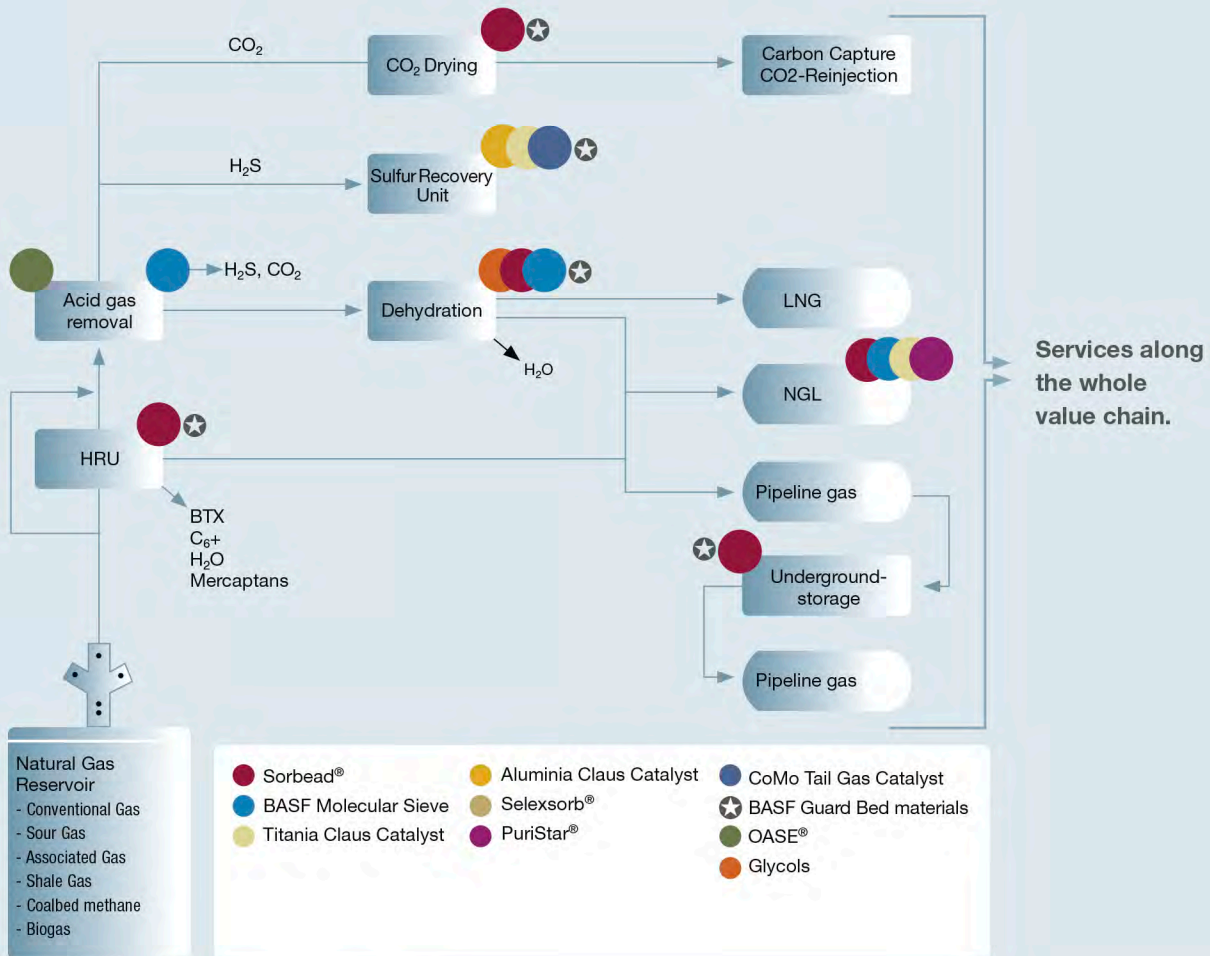 CO₂
CO₂ Drying
Carbon Capture
CO2-Reinjection
H₂S
Sulfur Recovery
Unit
H₂S, CO₂
Acid gas
removal
Dehydration
H₂O
LNG
NGL
Services along
the whole
value chain.
HRU
BTX
C₆+
H₂O
Mercaptans
Pipeline gas
Underground-
storage
Pipeline gas
Natural Gas
Reservoir
- Conventional Gas
- Sour Gas
- Associated Gas
- Shale Gas
- Coalbed methane
- Biogas
Sorbead®
BASF Molecular Sieve
Titania Claus Catalyst
Aluminia Claus Catalyst
Selexsorb®
PuriStar®
CoMo Tail Gas Catalyst
BASF Guard Bed materials
OASE®
Glycols